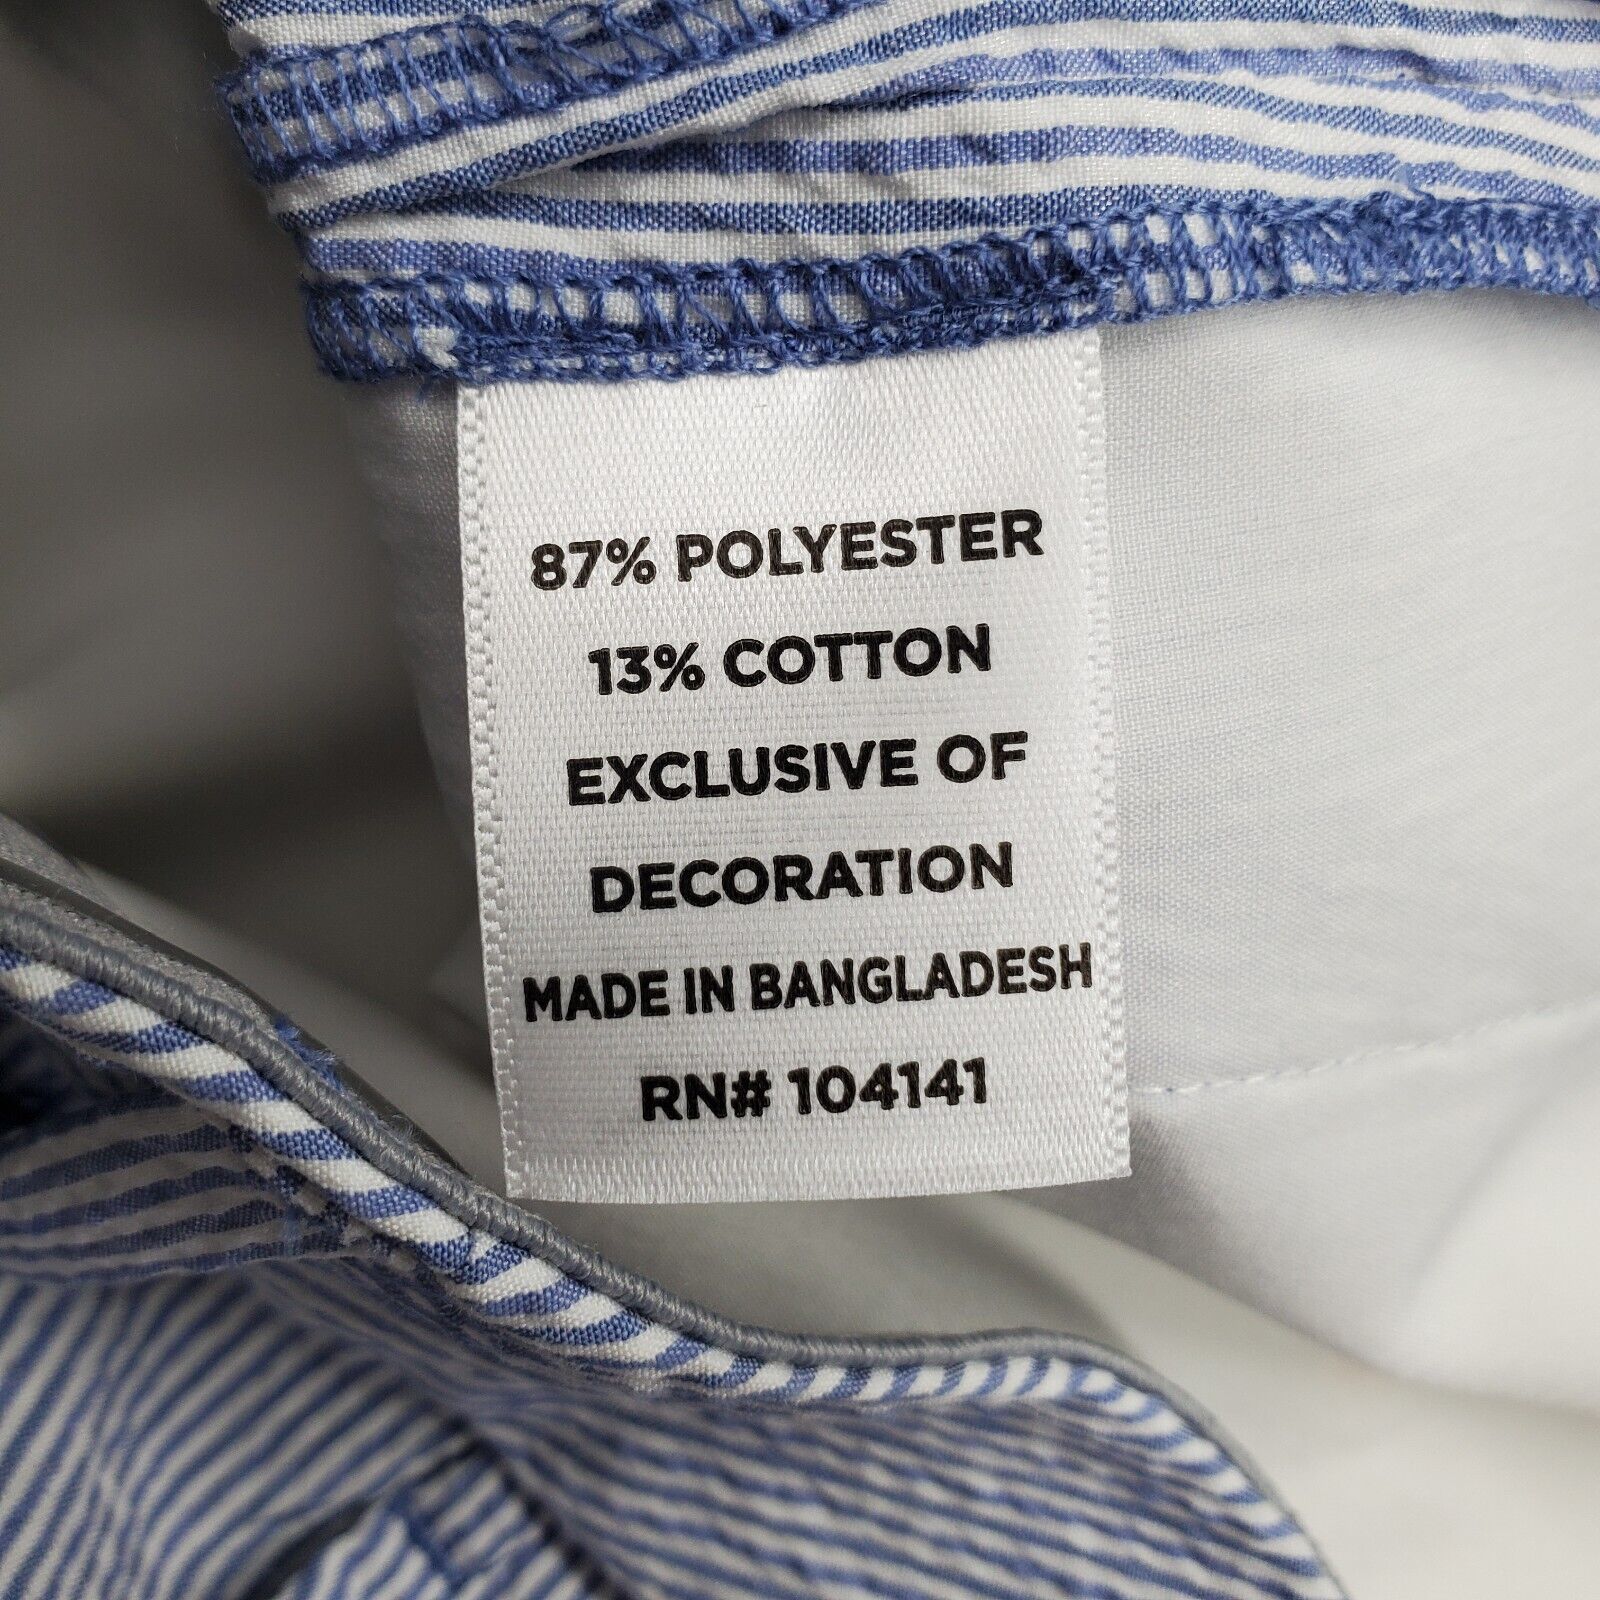 87% POLYESTER
13% COTTON
EXCLUSIVE OF
DECORATION
MADE IN BANGLADESH
RN# 104141